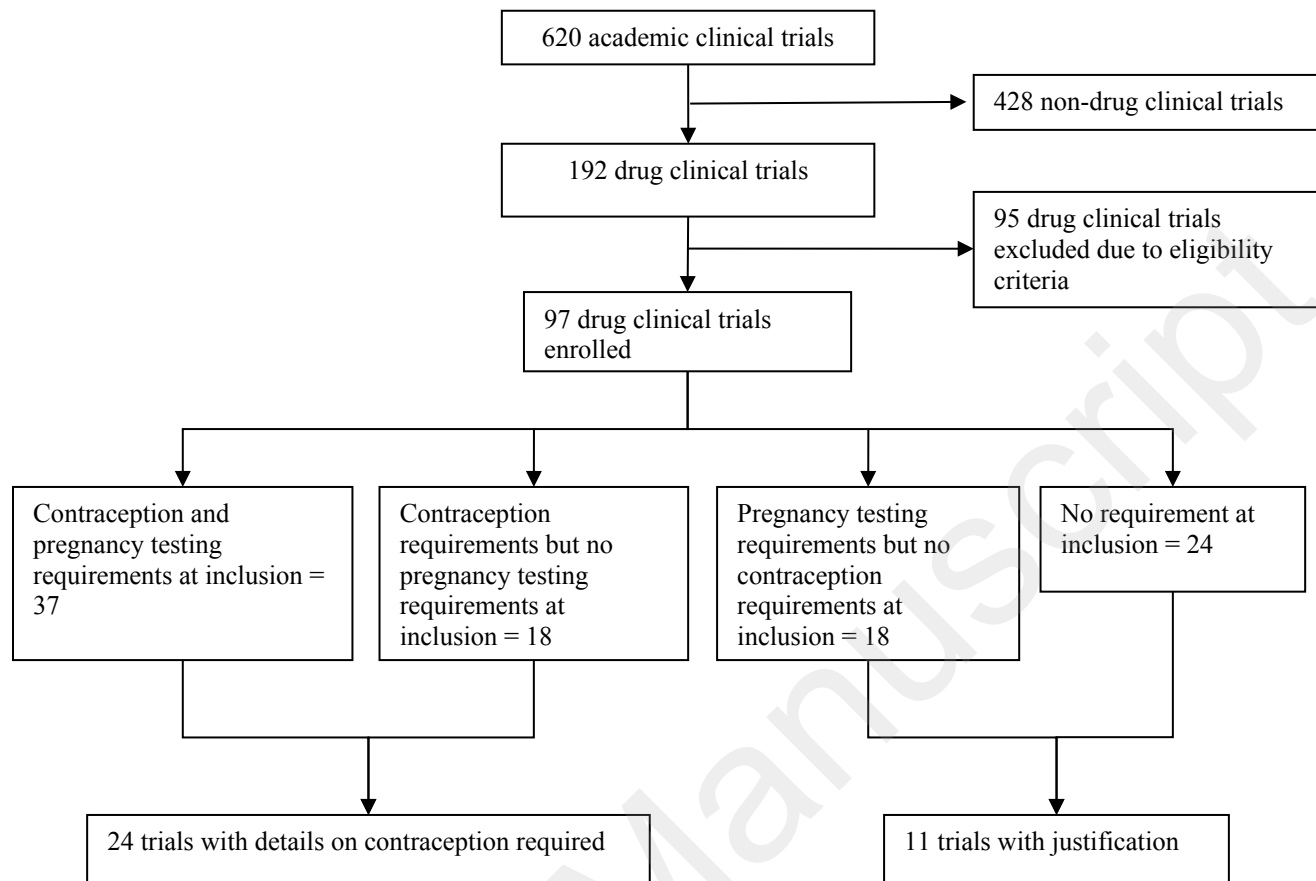 620 academic clinical trials
428 non-drug clinical trials
192 drug clinical trials
95 drug clinical trials
excluded due to eligibility
criteria
97 drug clinical trials
enrolled
Contraception and
pregnancy testing
requirements at inclusion =
37
Contraception
requirements but no
pregnancy testing
requirements at
inclusion = 18
Pregnancy testing
requirements but no
contraception
requirements at
inclusion = 18
No requirement at
inclusion = 24
24 trials with details on contraception required
11 trials with justification
Manuscript